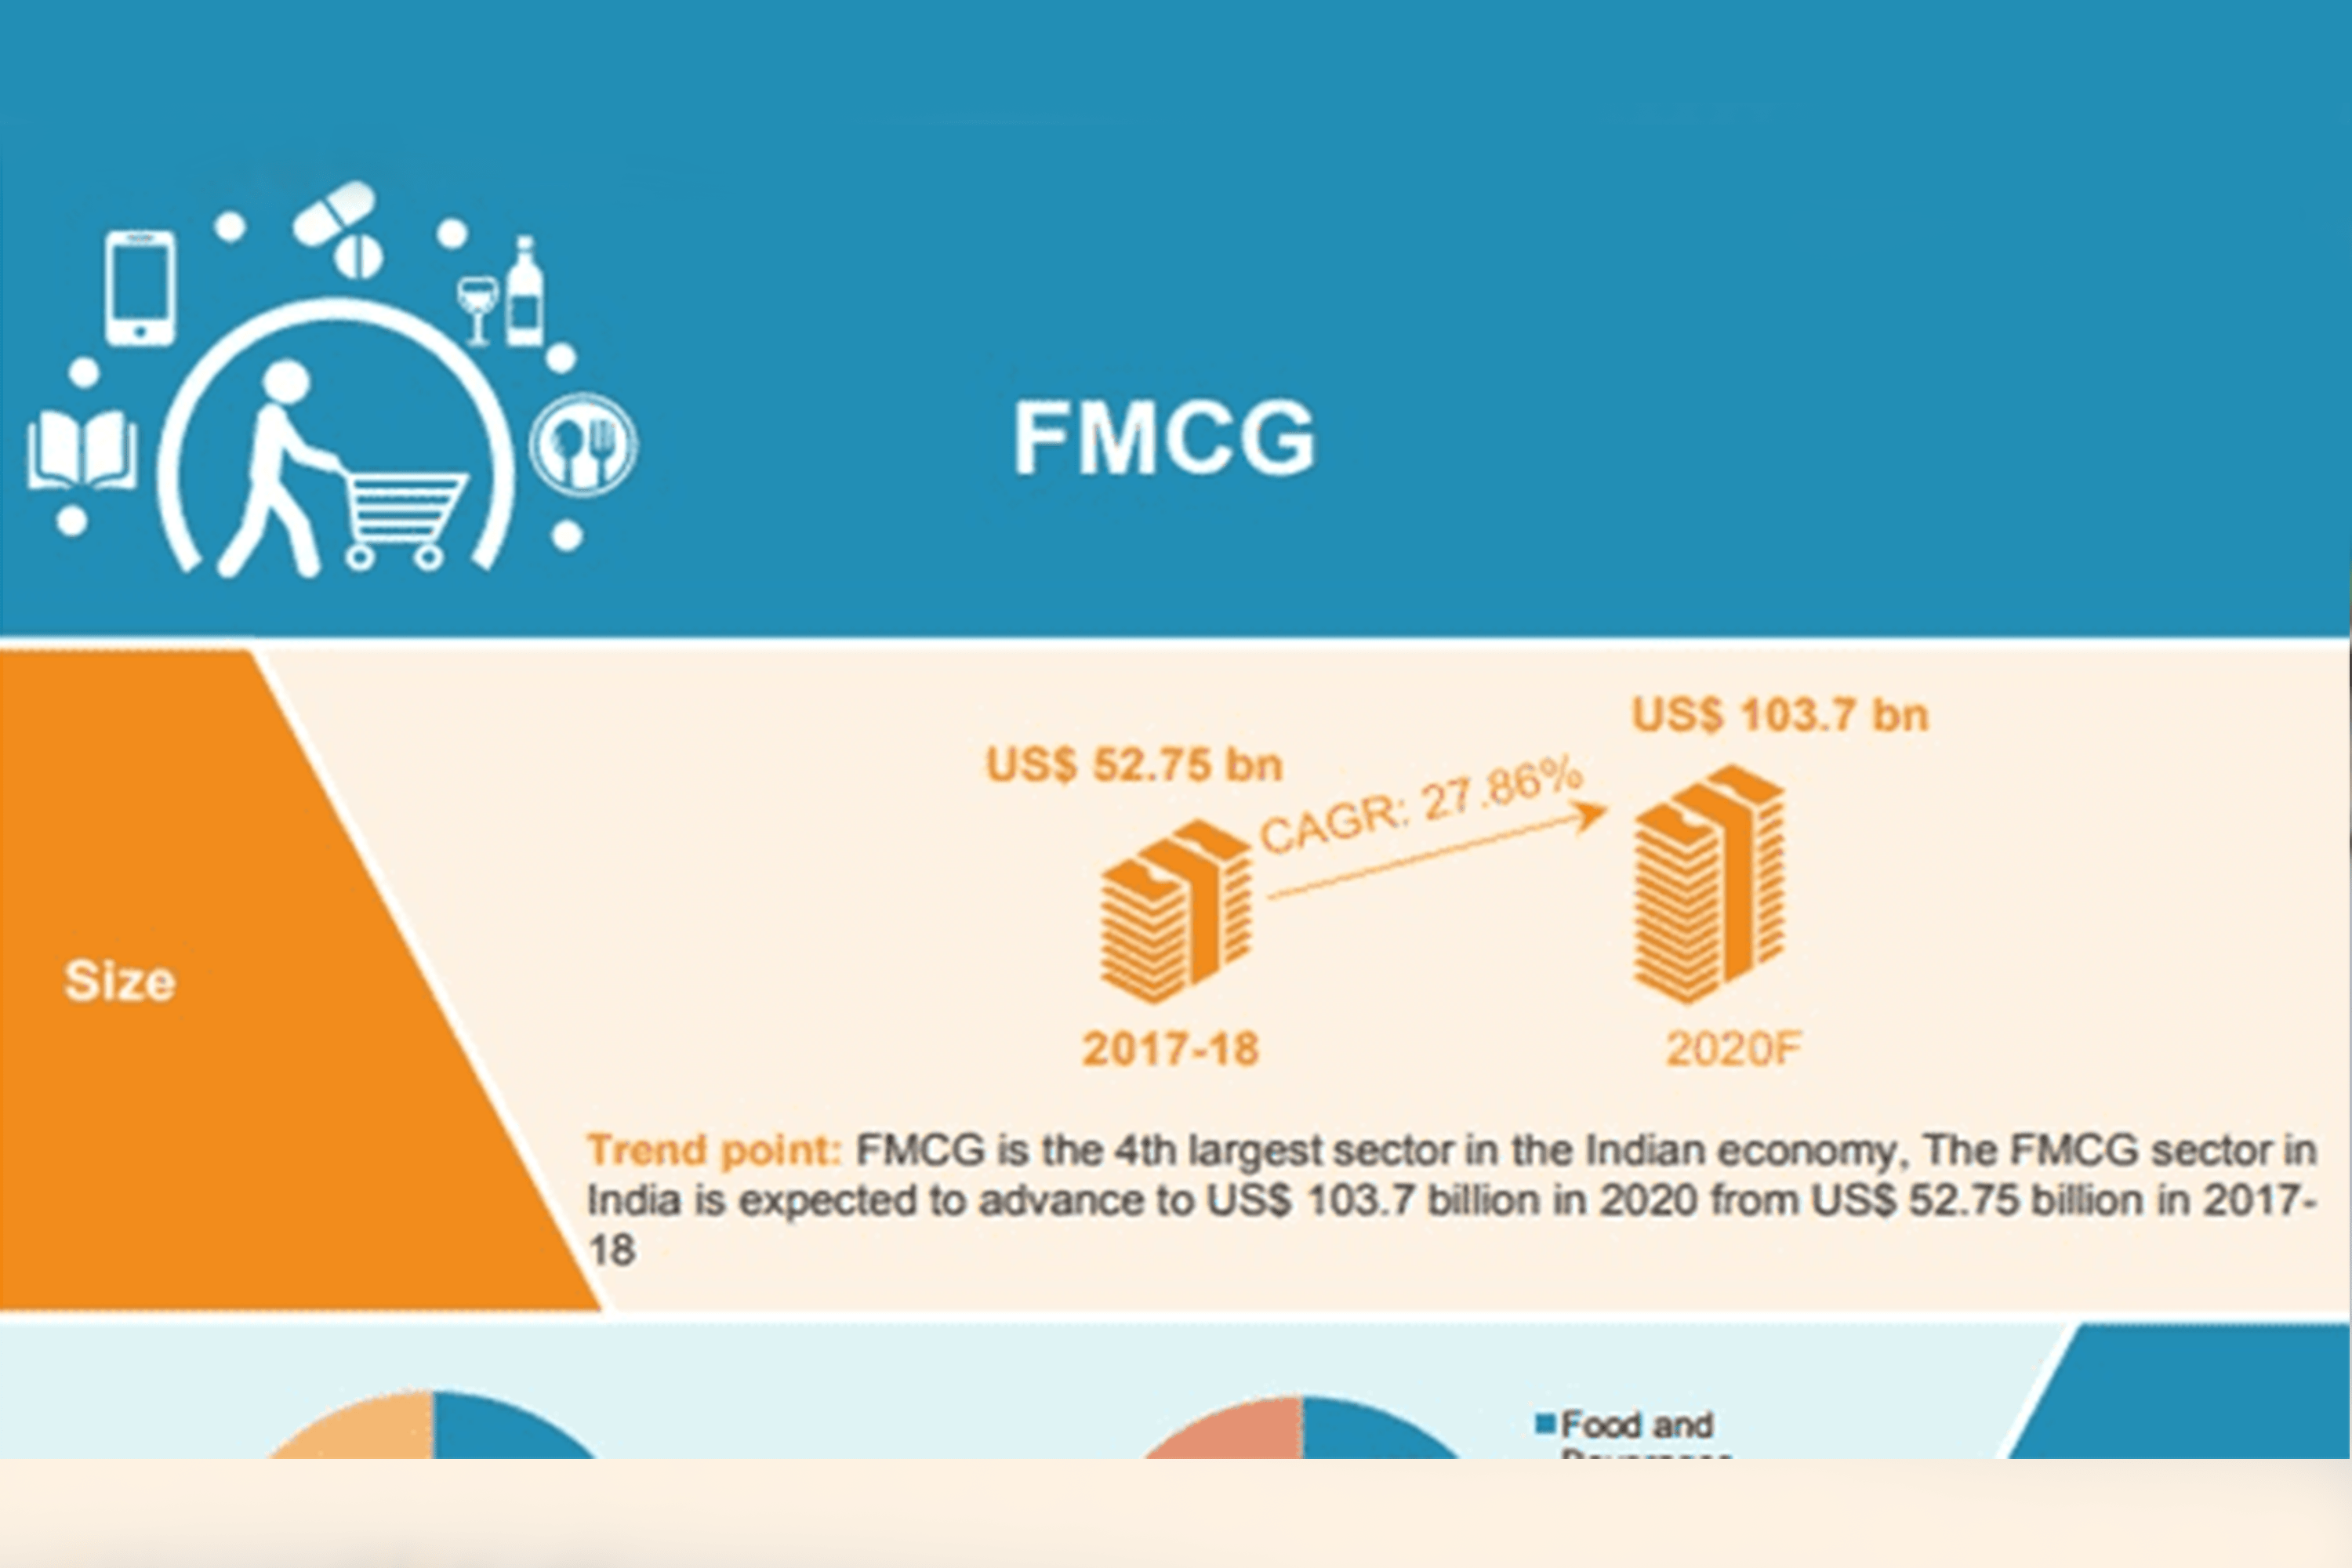 FMCG
US$ 52.75 bn
CAGR: 27.86%
US$ 103.7 bn
Size
2017-18
2020F
Trend point: FMCG is the 4th largest sector in the Indian economy, The FMCG sector in
India is expected to advance to US$ 103.7 billion in 2020 from US$ 52.75 billion in 2017-
18
Food and